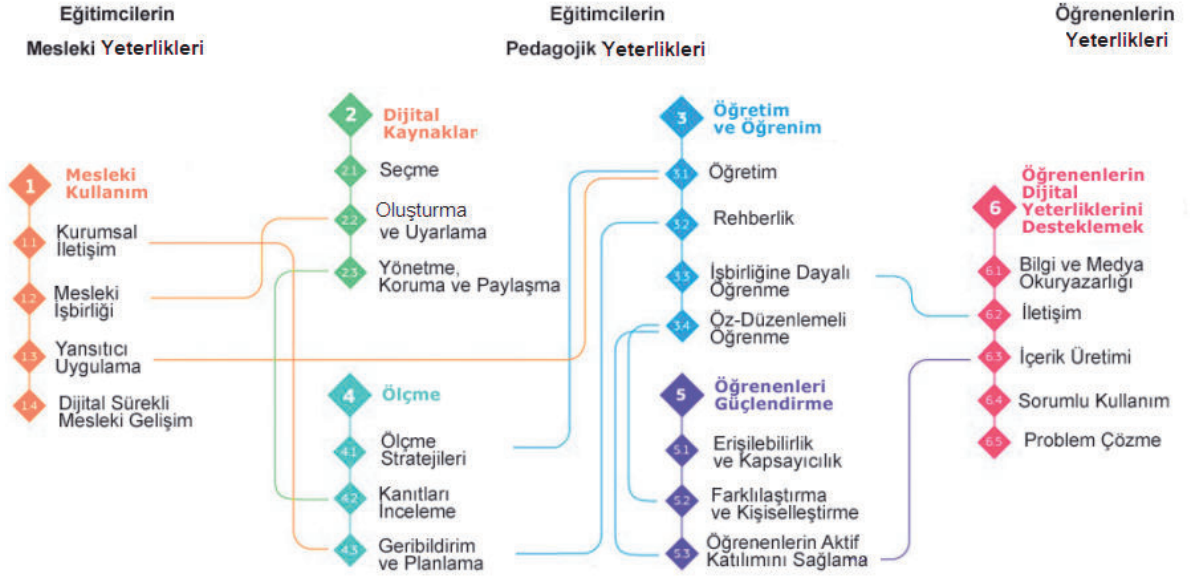 Eğitimcilerin
Mesleki Yeterlikleri
Eğitimcilerin
Pedagojik Yeterlikleri
Öğrenenlerin
Yeterlikleri
1
Mesleki
Kullanım
1.1
Kurumsal
İletişim
1.2
Mesleki
İşbirliği
1.3
Yansıtıcı
Uygulama
1.4
Dijital Sürekli
Mesleki Gelişim
2
Dijital
Kaynaklar
2.1
Seçme
2.2
Oluşturma
ve Uyarlama
2.3
Yönetme,
Koruma ve Paylaşma
3
Öğretim
ve Öğrenim
3.1
Öğretim
3.2
Rehberlik
3.3
İşbirliğine Dayalı
Öğrenme
3.4
Öz-Düzenlemeli
Öğrenme
4
Ölçme
4.1
Ölçme
Stratejileri
4.2
Kanıtları
İnceleme
4.3
Geribildirim
ve Planlama
5
Öğrenenleri
Güçlendirme
5.1
Erişilebilirlik
ve Kapsayıcılık
5.2
Farklılaştırma
ve Kişiselleştirme
5.3
Öğrenenlerin Aktif
Katılımını Sağlama
6
Öğrenenlerin
Dijital
Yeterliklerini
Desteklemek
6.1
Bilgi ve Medya
Okuryazarlığı
6.2
İletişim
6.3
İçerik Üretimi
6.4
Sorumlu Kullanım
6.5
Problem Çözme